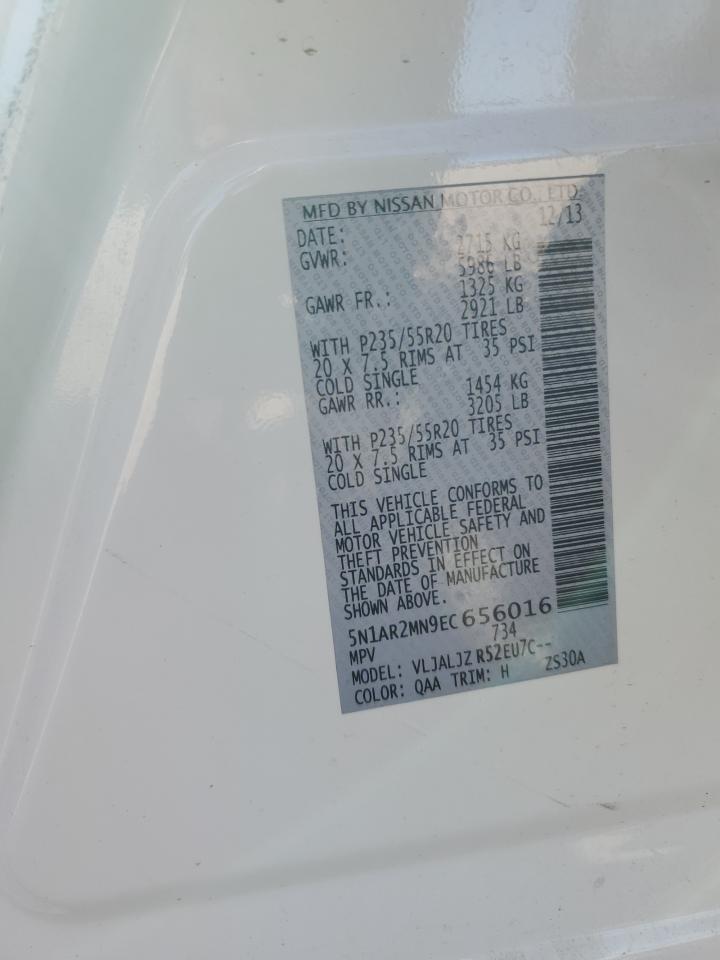 MFD BY NISSAN MOTOR CO., LTD.
DATE: 12/13
GVWR: 2715 KG
5986 LB
GAWR FR.: 1325 KG
2921 LB
WITH P235/55R20 TIRES
20 X 7.5 RIMS AT 35 PSI
COLD SINGLE
GAWR RR.: 1454 KG
3205 LB
WITH P235/55R20 TIRES
20 X 7.5 RIMS AT 35 PSI
COLD SINGLE
THIS VEHICLE CONFORMS TO
ALL APPLICABLE FEDERAL
MOTOR VEHICLE SAFETY AND
THEFT PREVENTION
STANDARDS IN EFFECT ON
THE DATE OF MANUFACTURE
SHOWN ABOVE.
5N1AR2MN9EC656016
MPV 734
MODEL: VLJALJZ R52EU7C--
COLOR: QAA TRIM: H ZS30A